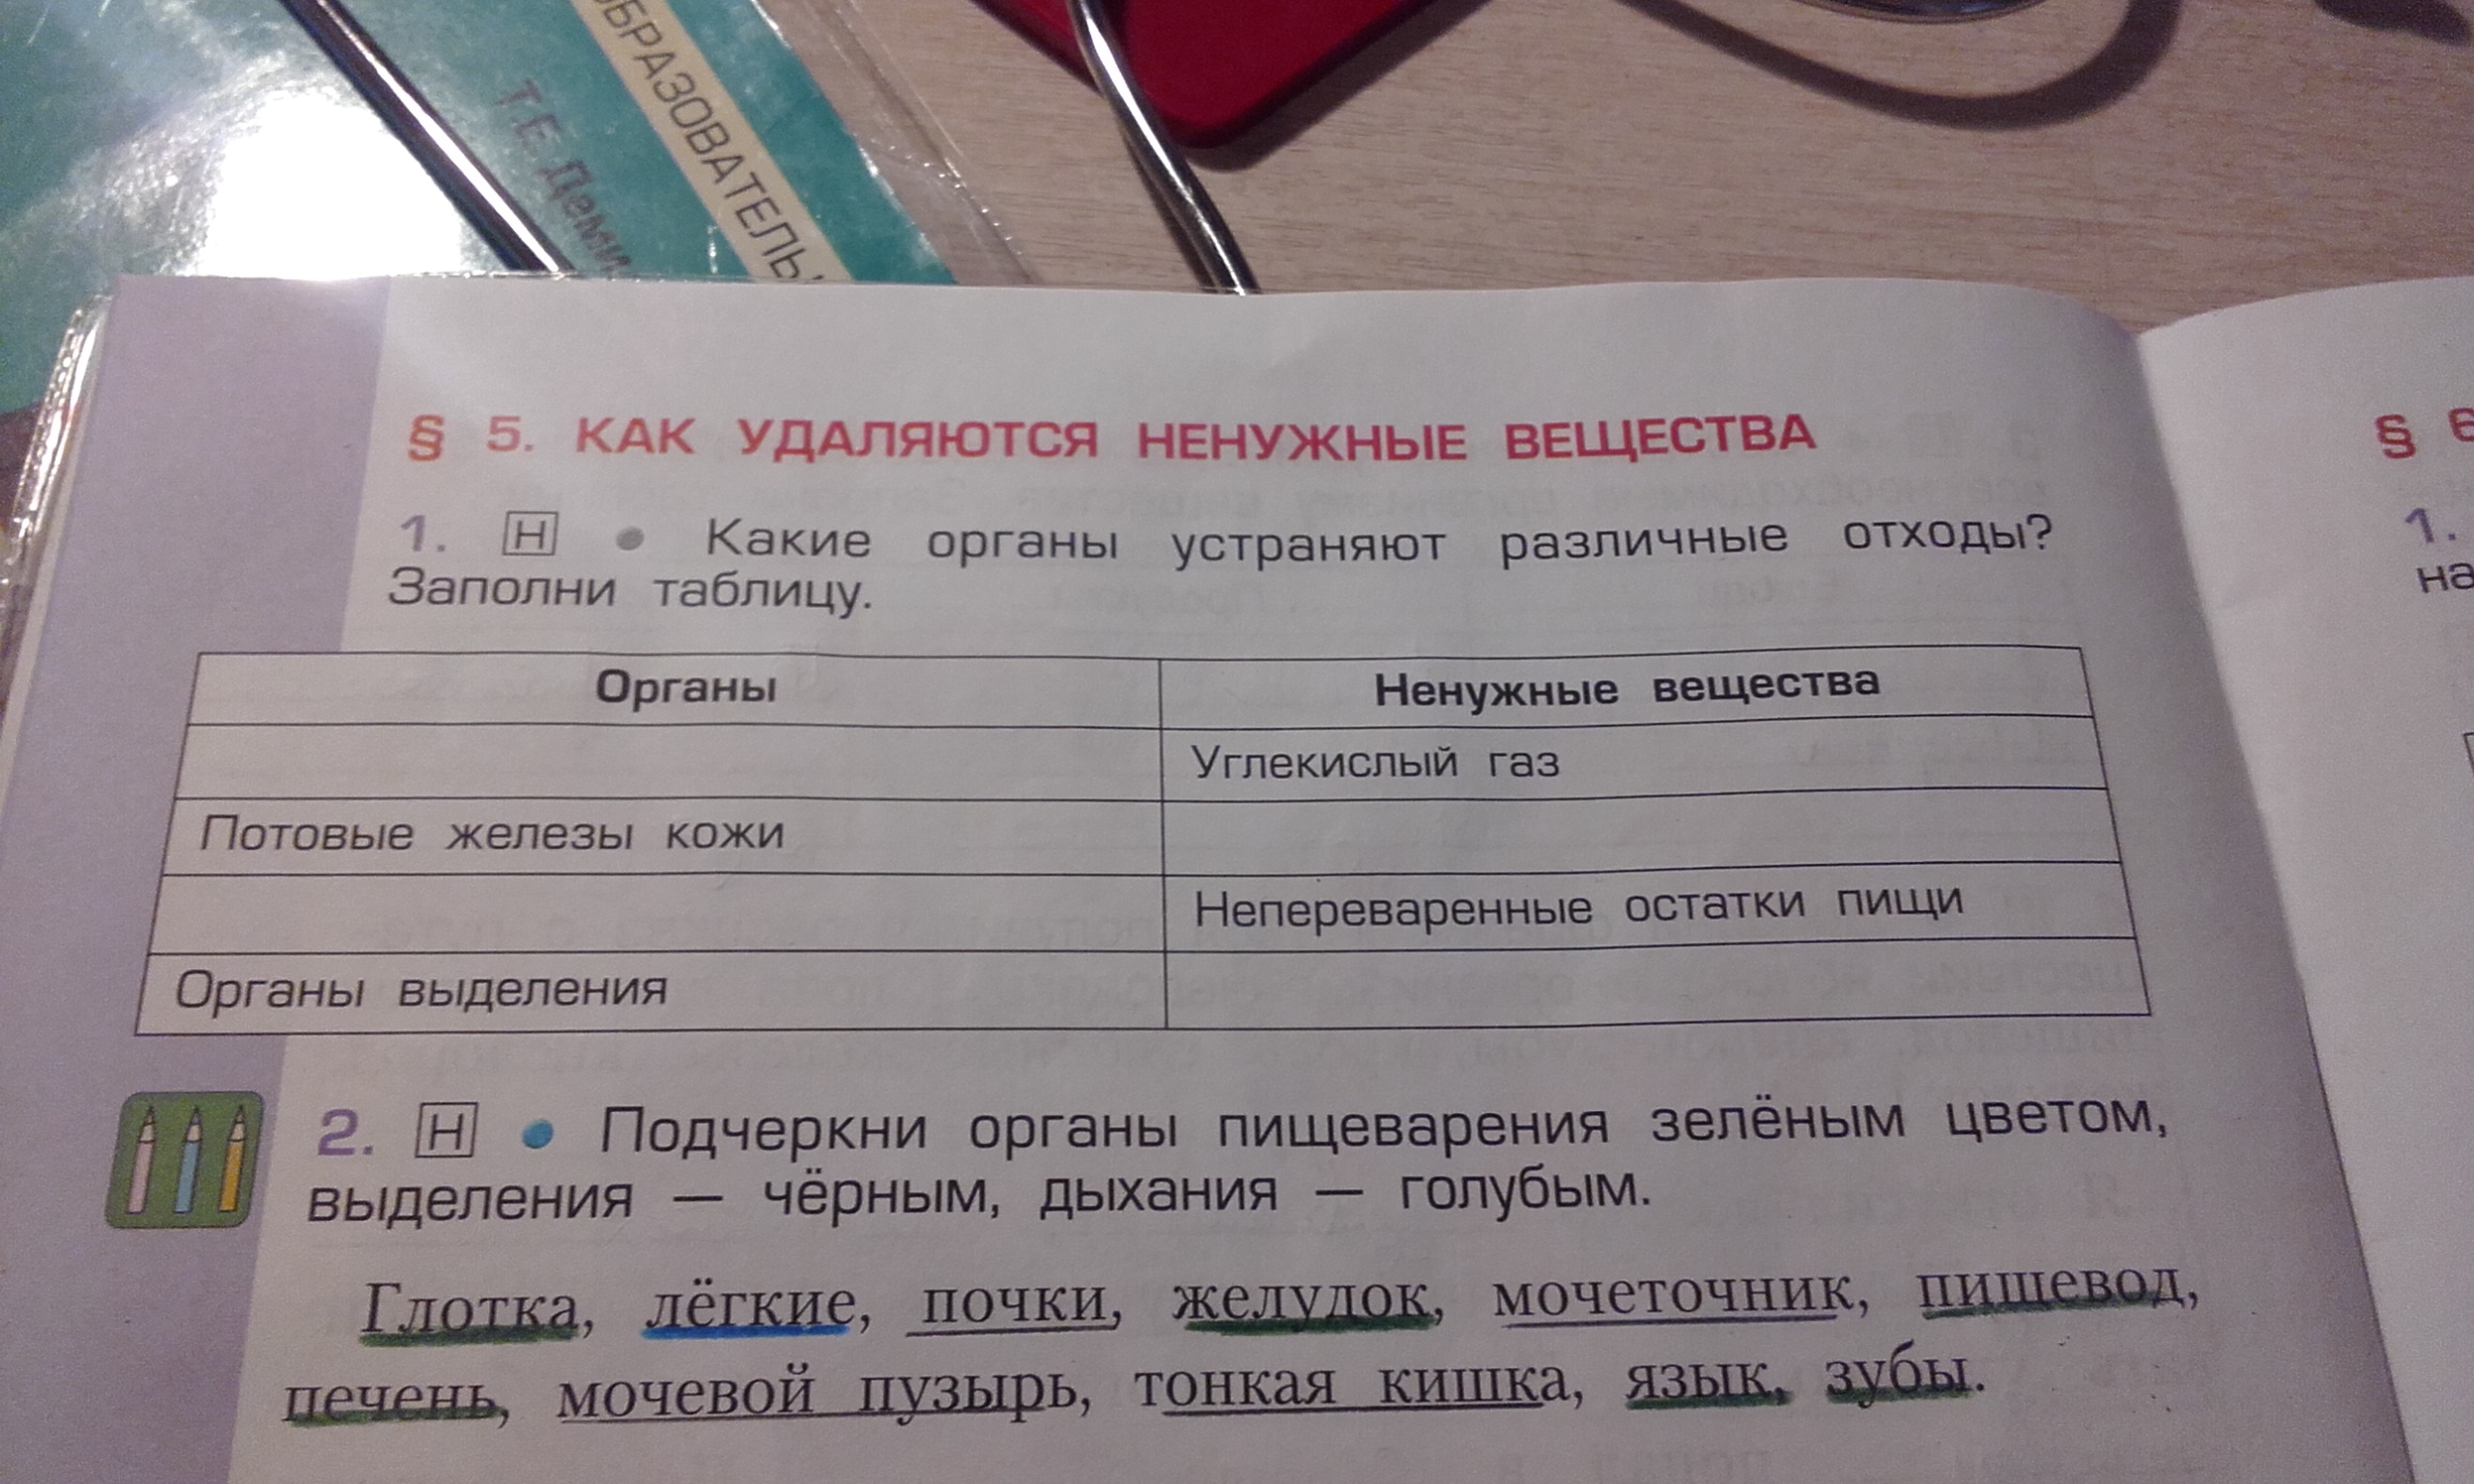 Т.Е. Деми
ОБРАЗОВАТЕЛЬ
§ 5. КАК УДАЛЯЮТСЯ НЕНУЖНЫЕ ВЕЩЕСТВА
1. Н • Какие органы устраняют различные отходы?
Заполни таблицу.
Органы Ненужные вещества
Углекислый газ
Потовые железы кожи
Непереваренные остатки пищи
Органы выделения
2. Н • Подчеркни органы пищеварения зелёным цветом,
выделения — чёрным, дыхания — голубым.
Глотка, лёгкие, почки, желудок, мочеточник, пищевод,
печень, мочевой пузырь, тонкая кишка, язык, зубы.
§ 6
1.
на